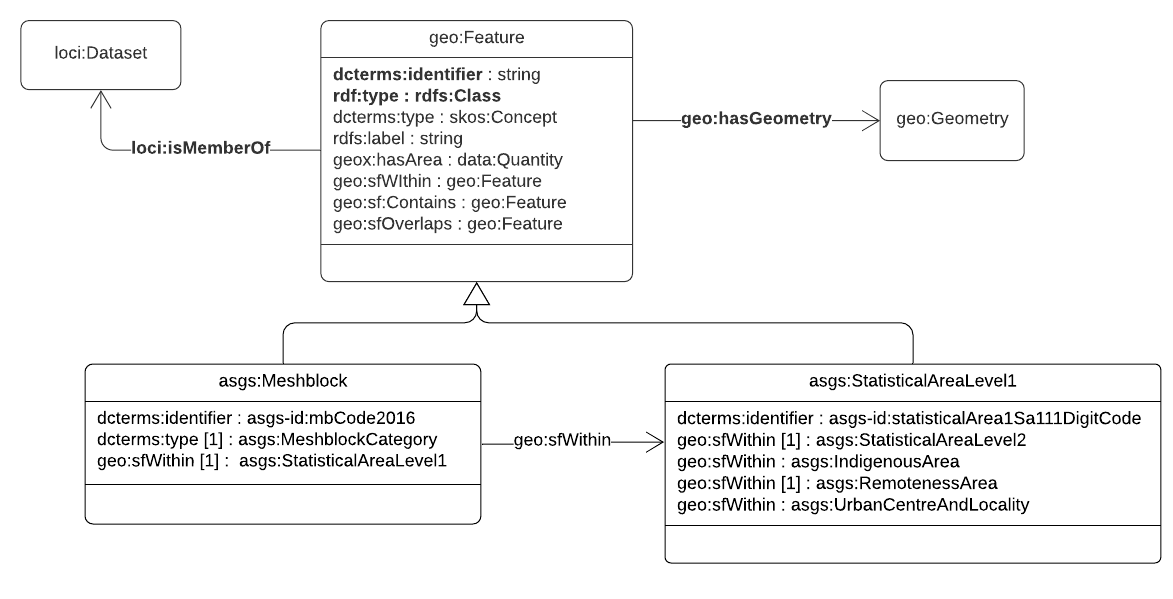 loci:Dataset
geo:Feature
dcterms:identifier : string
rdf:type : rdfs:Class
dcterms:type : skos:Concept
rdfs:label : string
geox:hasArea : data:Quantity
geo:sfWIthin : geo:Feature
geo:sf:Contains : geo:Feature
geo:sfOverlaps : geo:Feature
loci:isMemberOf
geo:hasGeometry
geo:Geometry
asgs:Meshblock
dcterms:identifier : asgs-id:mbCode2016
dcterms:type [1] : asgs:MeshblockCategory
geo:sfWithin [1] :  asgs:StatisticalAreaLevel1
geo:sfWithin
asgs:StatisticalAreaLevel1
dcterms:identifier : asgs-id:statisticalArea1Sa111DigitCode
geo:sfWithin [1] : asgs:StatisticalAreaLevel2
geo:sfWithin : asgs:IndigenousArea
geo:sfWithin [1] : asgs:RemotenessArea
geo:sfWithin : asgs:UrbanCentreAndLocality